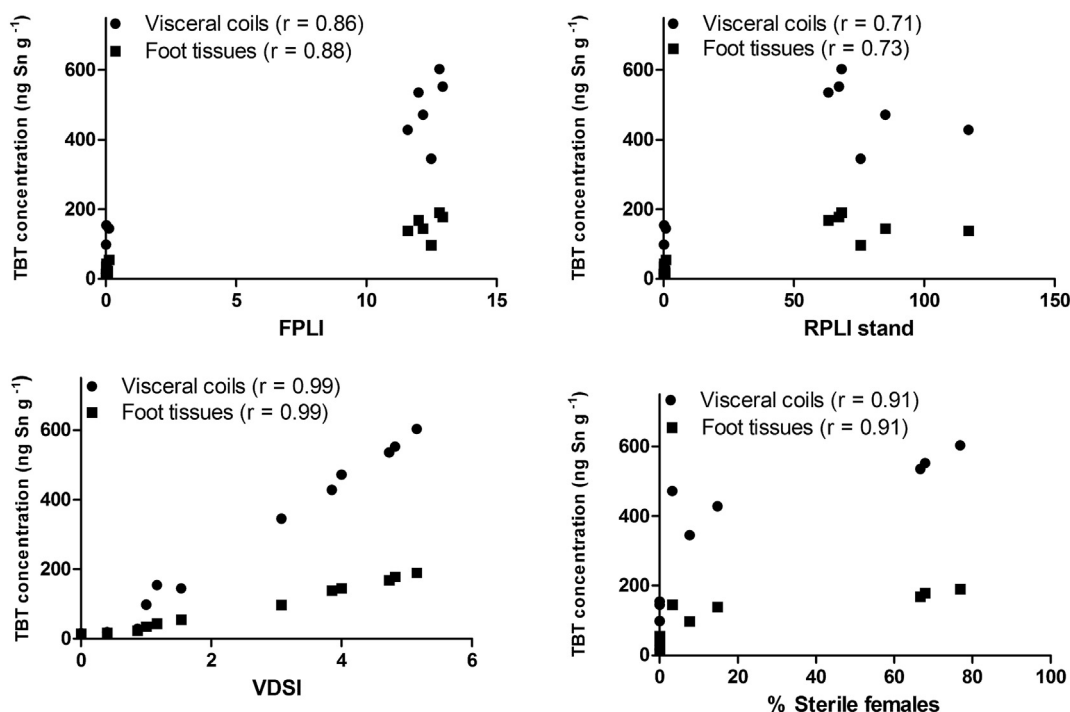 Visceral coils (r = 0.86)
Foot tissues (r = 0.88)
TBT concentration (ng Sn g⁻¹)
600
400
200
0
0
5
10
15
FPLI
Visceral coils (r = 0.71)
Foot tissues (r = 0.73)
TBT concentration (ng Sn g⁻¹)
600
400
200
0
0
50
100
150
RPLI stand
Visceral coils (r = 0.99)
Foot tissues (r = 0.99)
TBT concentration (ng Sn g⁻¹)
600
400
200
0
0
2
4
6
VDSI
Visceral coils (r = 0.91)
Foot tissues (r = 0.91)
TBT concentration (ng Sn g⁻¹)
600
400
200
0
0
20
40
60
80
100
% Sterile females